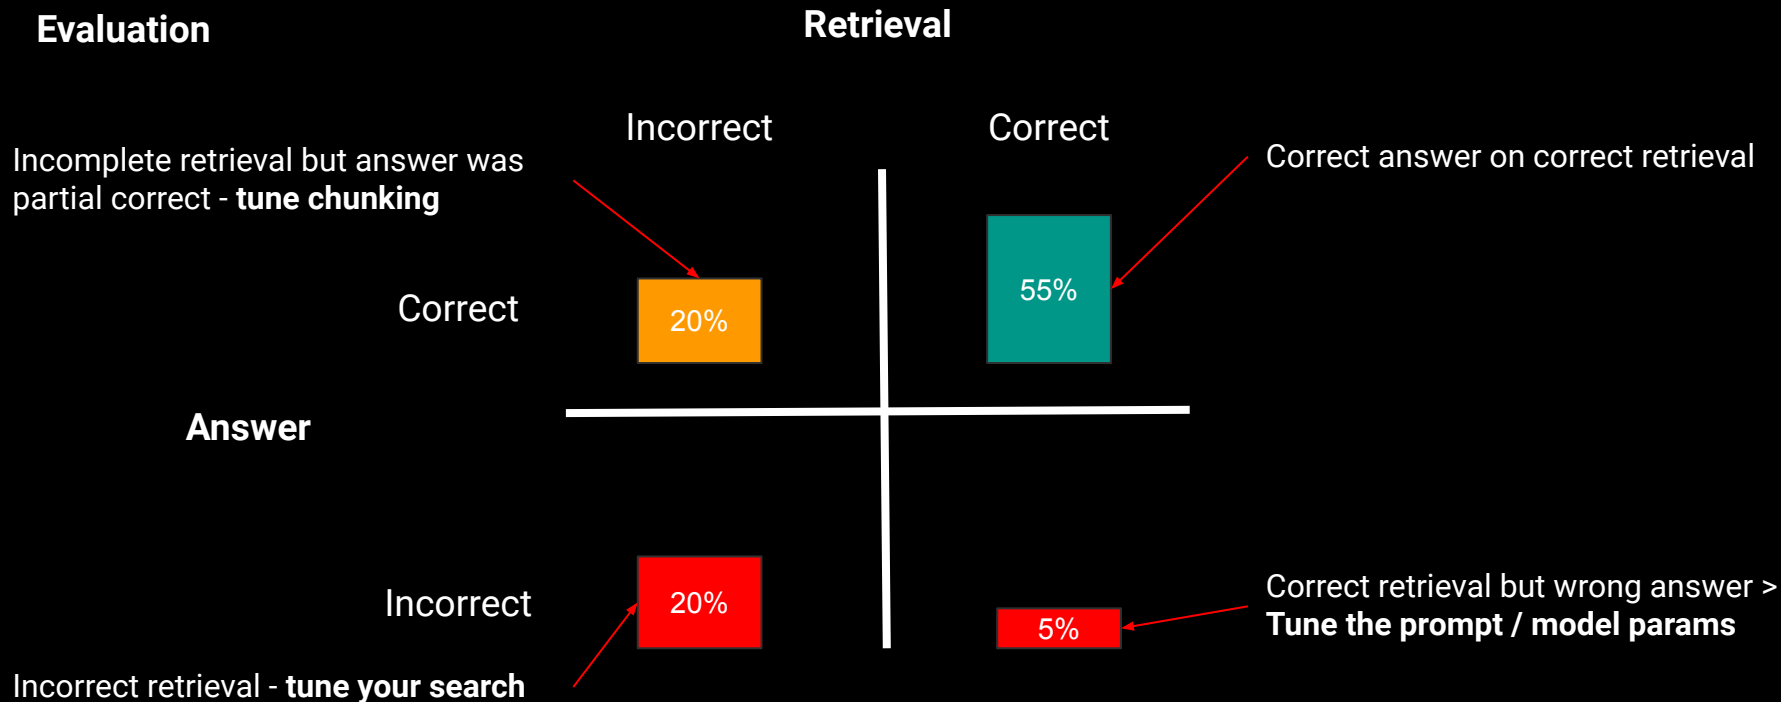 Evaluation
Retrieval
Incorrect
Correct
Incomplete retrieval but answer was
partial correct - tune chunking
Correct answer on correct retrieval
Correct
20%
55%
Answer
Incorrect
20%
5%
Correct retrieval but wrong answer >
Tune the prompt / model params
Incorrect retrieval - tune your search